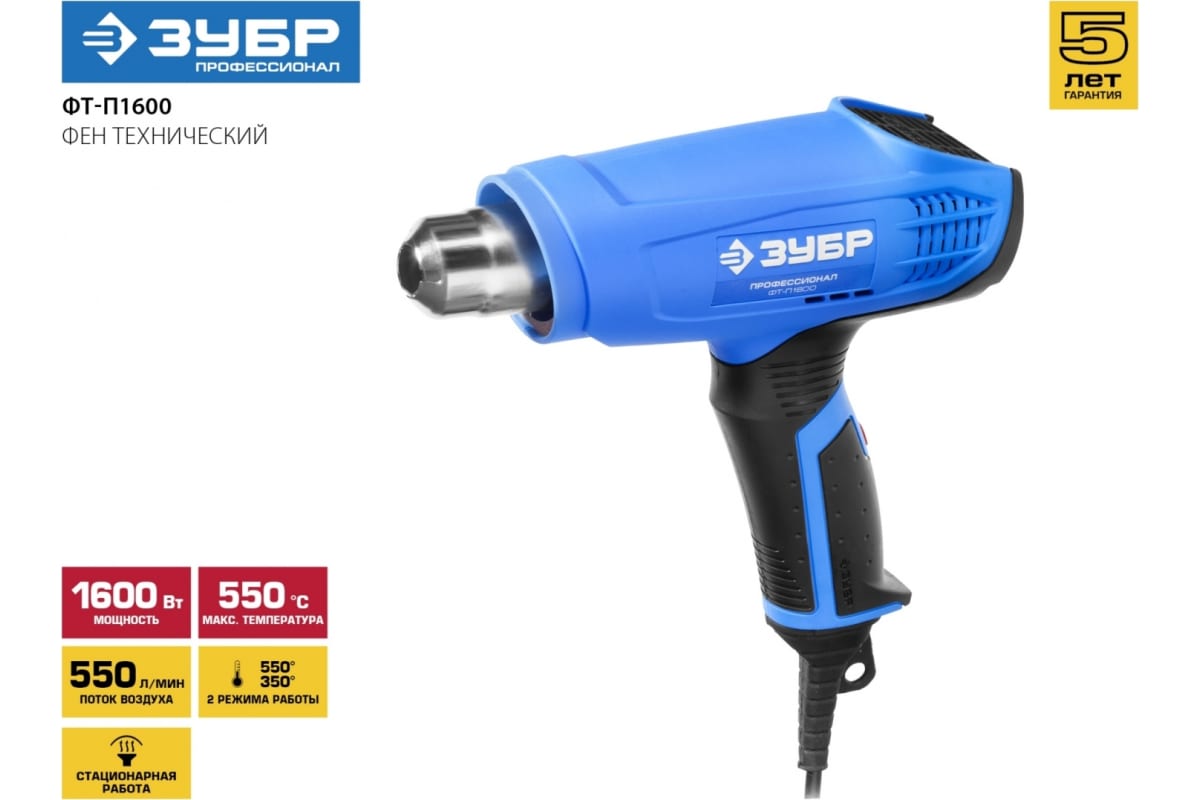 ЗУБР
ПРОФЕССИОНАЛ
ФТ-П1600
ФЕН ТЕХНИЧЕСКИЙ
5
лет
ГАРАНТИЯ
ЗУБР
ПРОФЕССИОНАЛ
ФТ-П1600
ЗУБР
1600 Вт
МОЩНОСТЬ
550 °С
МАКС. ТЕМПЕРАТУРА
550 л/мин
ПОТОК ВОЗДУХА
550°
350°
2 РЕЖИМА РАБОТЫ
СТАЦИОНАРНАЯ
РАБОТА